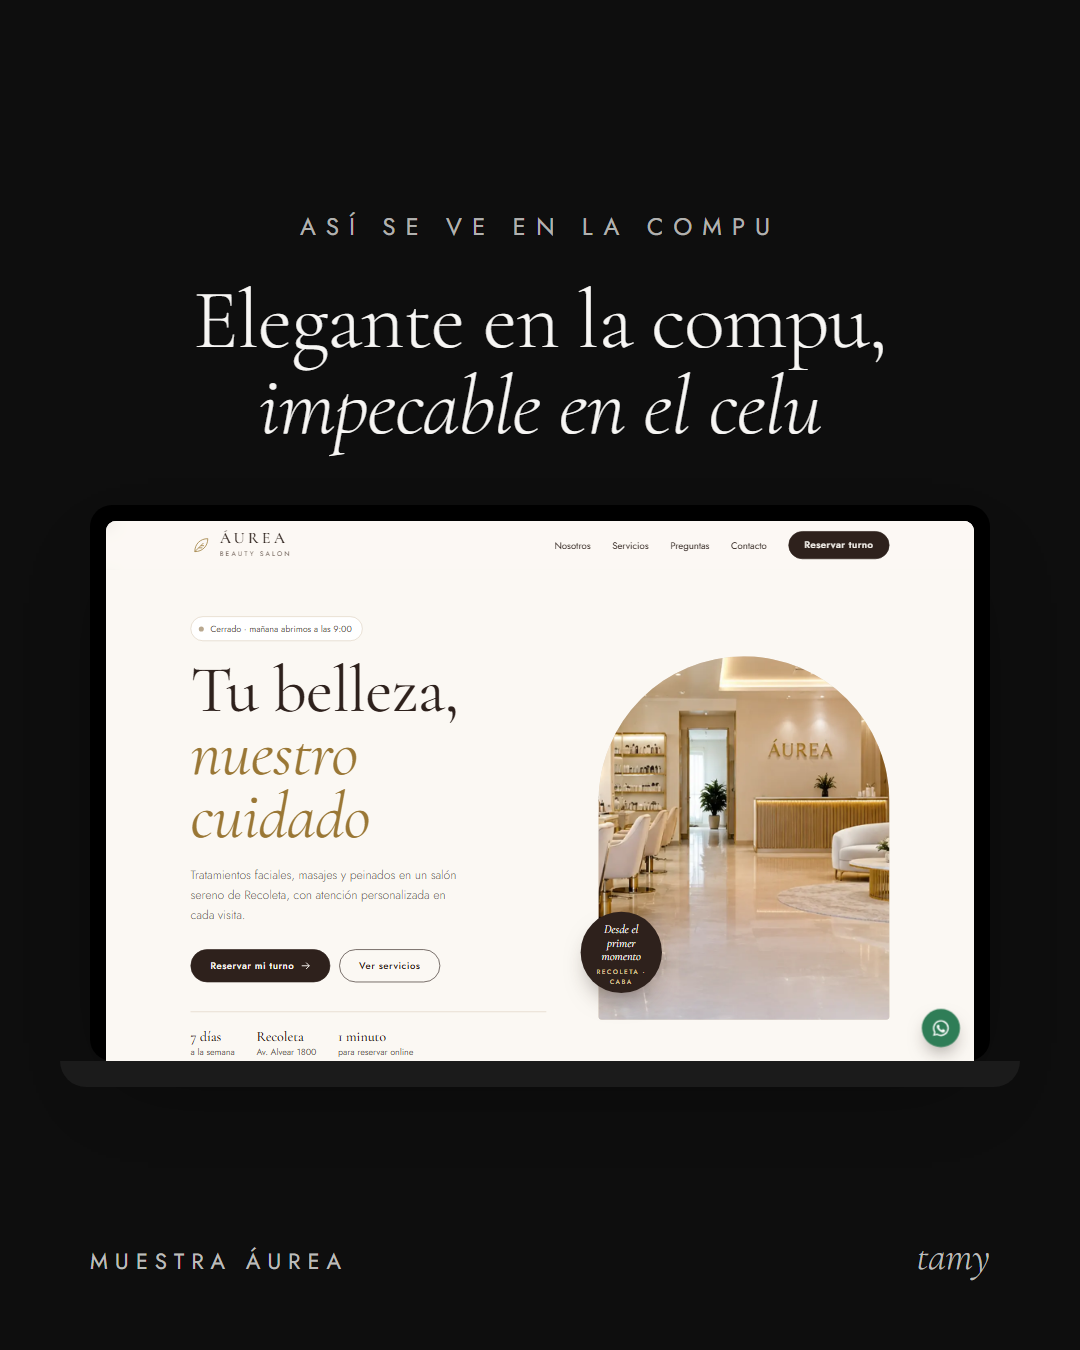 ASÍ SE VE EN LA COMPU
Elegante en la compu,
impecable en el celu
ÁUREA
BEAUTY SALON
Nosotros Servicios Preguntas Contacto Reservar turno
Cerrado · mañana abrimos a las 9:00
Tu belleza,
nuestro
cuidado
Tratamientos faciales, masajes y peinados en un salón
sereno de Recoleta, con atención personalizada en
cada visita.
Reservar mi turno → Ver servicios
7 días
a la semana
Recoleta
Av. Alvear 1800
1 minuto
para reservar online
ÁUREA
Desde el
primer
momento
RECOLETA ·
CABA
MUESTRA ÁUREA
tamy